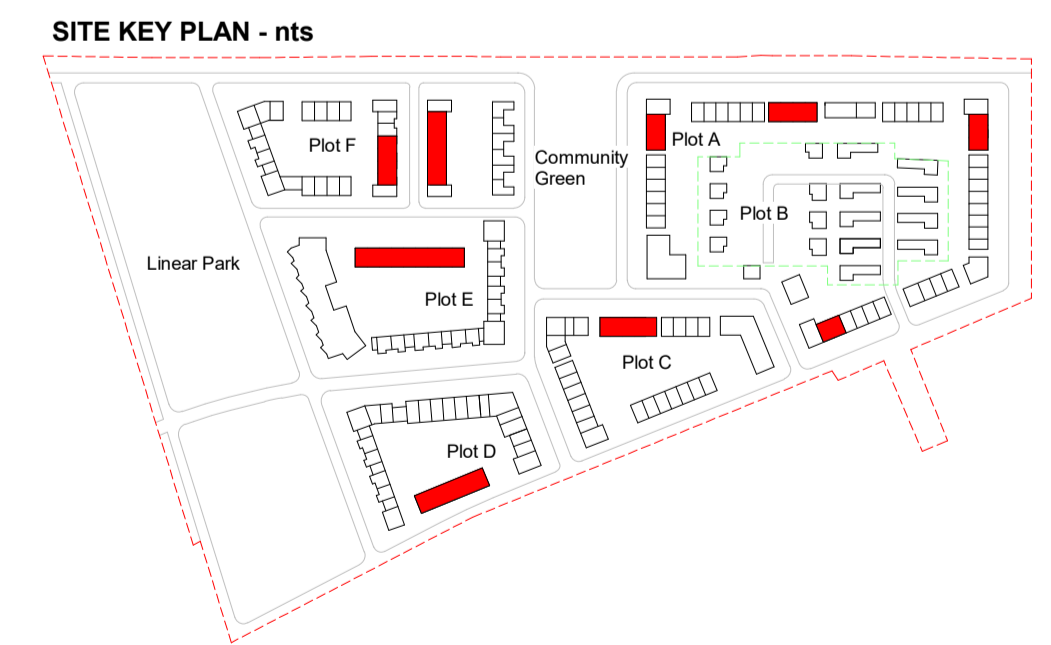 SITE KEY PLAN - nts
Plot F
Plot A
Community
Green
Plot B
Linear Park
Plot E
Plot C
Plot D